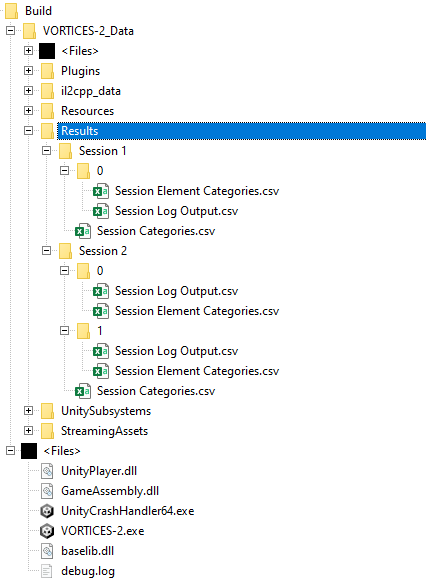 Build
VORTICES-2_Data
<Files>
Plugins
il2cpp_data
Resources
Results
Session 1
0
Session Element Categories.csv
Session Log Output.csv
Session Categories.csv
Session 2
0
Session Log Output.csv
Session Element Categories.csv
1
Session Log Output.csv
Session Element Categories.csv
Session Categories.csv
UnitySubsystems
StreamingAssets
<Files>
UnityPlayer.dll
GameAssembly.dll
UnityCrashHandler64.exe
VORTICES-2.exe
baselib.dll
debug.log